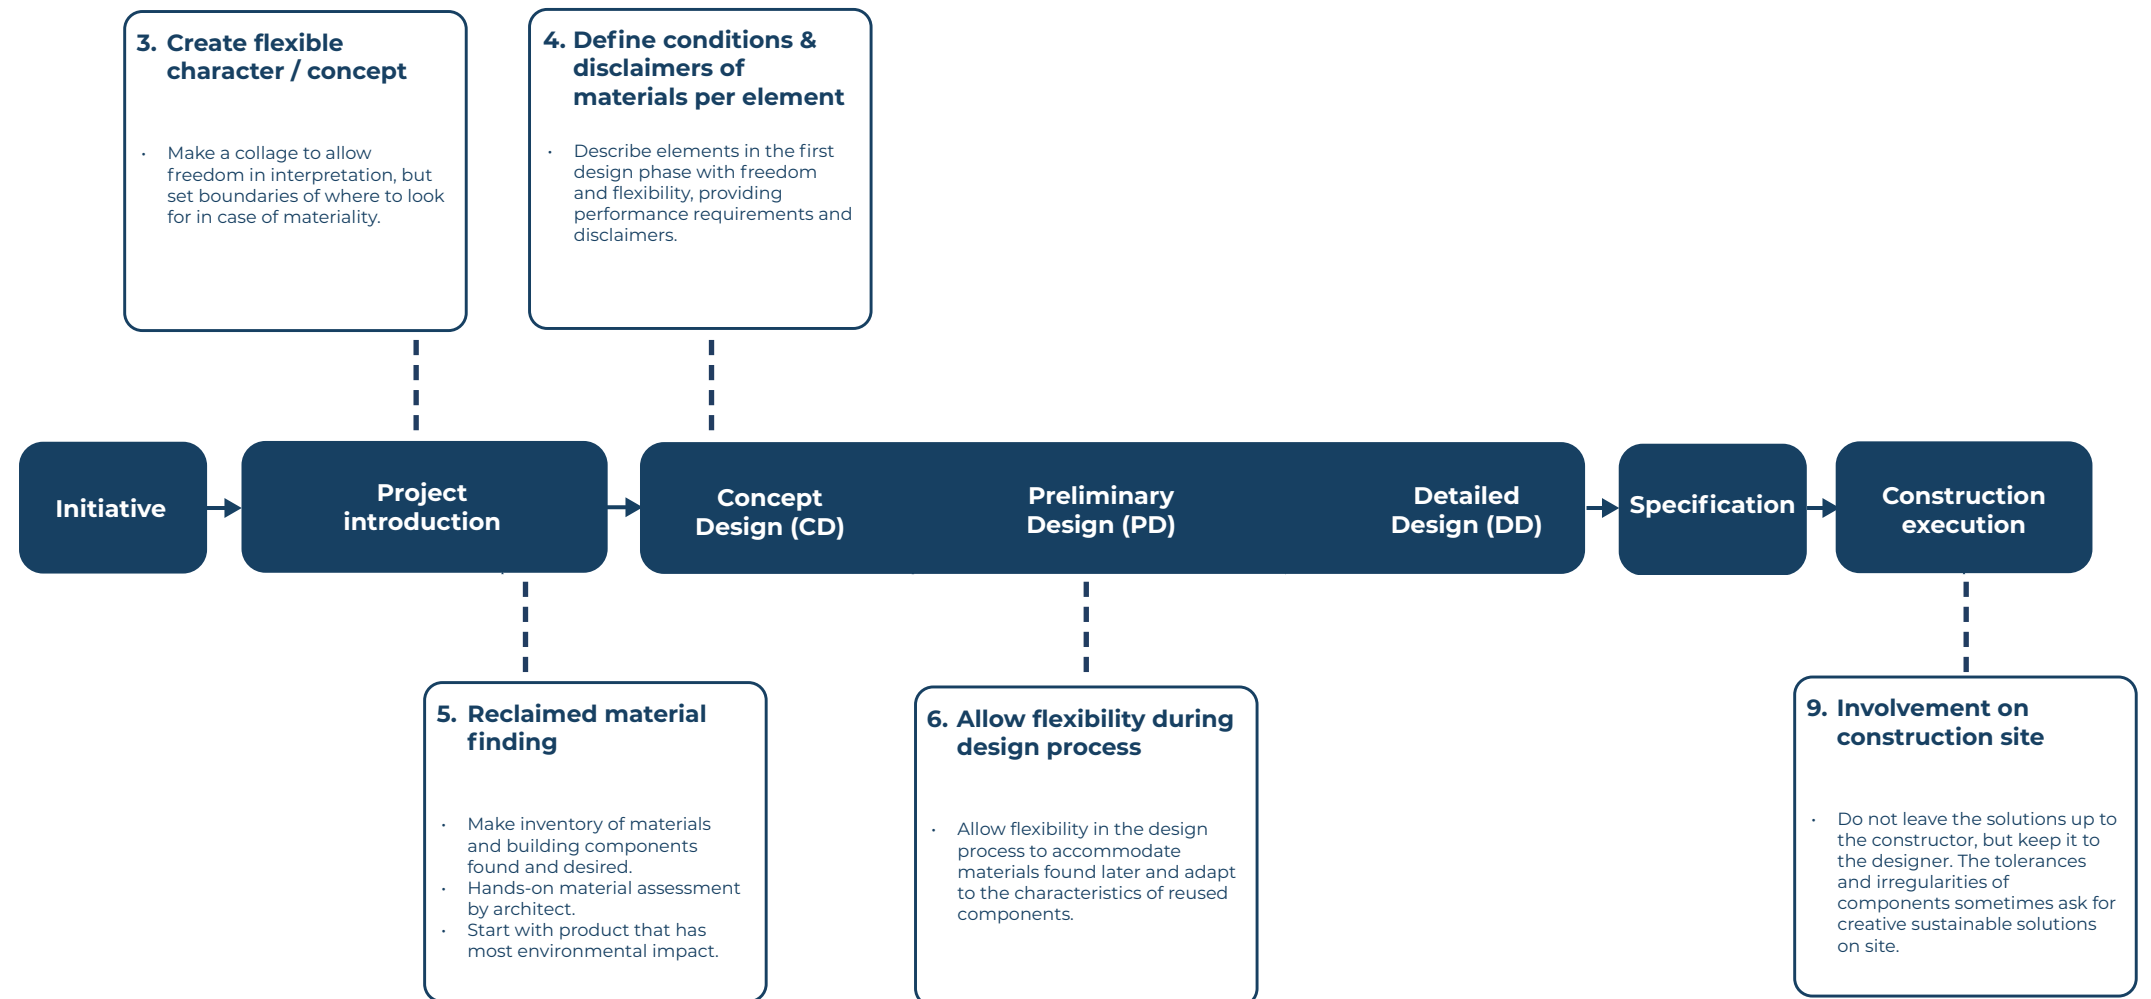 3. Create flexible
character / concept
• Make a collage to allow
freedom in interpretation, but
set boundaries of where to look
for in case of materiality.
4. Define conditions &
disclaimers of
materials per element
• Describe elements in the first
design phase with freedom
and flexibility, providing
performance requirements and
disclaimers.
Initiative
Project
introduction
Concept
Design (CD)
Preliminary
Design (PD)
Detailed
Design (DD)
Specification
Construction
execution
5. Reclaimed material
finding
• Make inventory of materials
and building components
found and desired.
• Hands-on material assessment
by architect.
• Start with product that has
most environmental impact.
6. Allow flexibility during
design process
• Allow flexibility in the design
process to accommodate
materials found later and adapt
to the characteristics of reused
components.
9. Involvement on
construction site
• Do not leave the solutions up to
the constructor, but keep it to
the designer. The tolerances
and irregularities of
components sometimes ask for
creative sustainable solutions
on site.